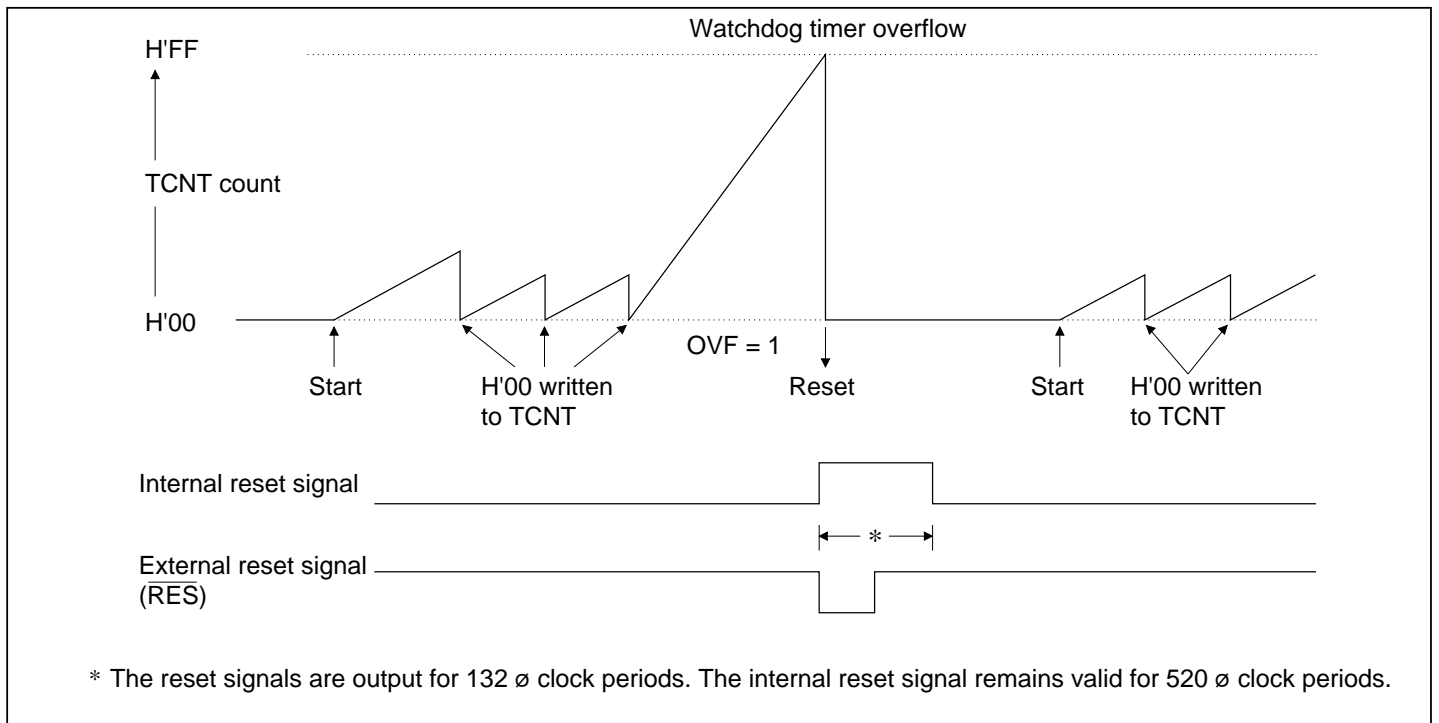 Watchdog timer overflow
H'FF
TCNT count
H'00
OVF = 1
Start
H'00 written
to TCNT
Reset
Start
H'00 written
to TCNT
Internal reset signal
*
External reset signal
(R̅E̅S̅)
* The reset signals are output for 132 ø clock periods. The internal reset signal remains valid for 520 ø clock periods.